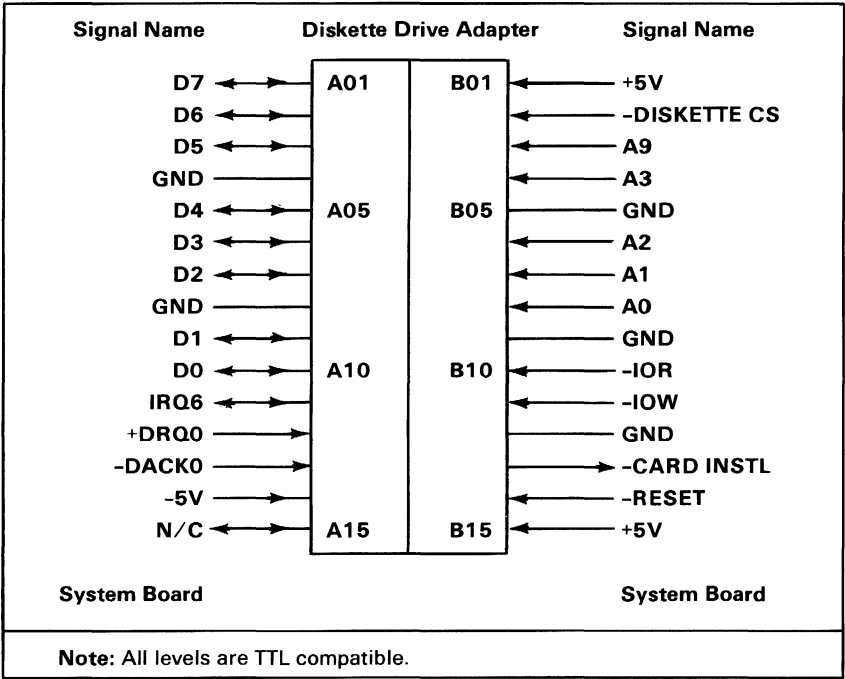 Signal Name Diskette Drive Adapter Signal Name
D7 A01 B01 +5V
D6 -DISKETTE CS
D5 A9
GND A3
D4 A05 B05 GND
D3 A2
D2 A1
GND A0
D1 GND
D0 A10 B10 -IOR
IRQ6 -IOW
+DRQ0 GND
-DACK0 -CARD INSTL
-5V -RESET
N/C A15 B15 +5V
System Board System Board
Note: All levels are TTL compatible.